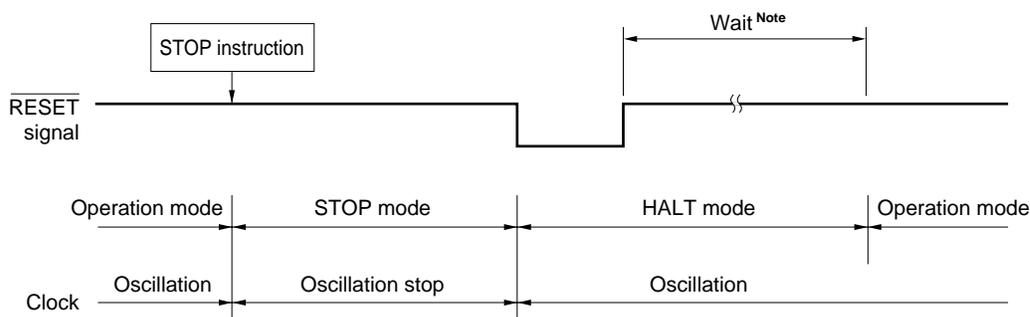 Wait Note
STOP instruction
RESET
signal
Operation mode
STOP mode
HALT mode
Operation mode
Oscillation
Oscillation stop
Oscillation
Clock